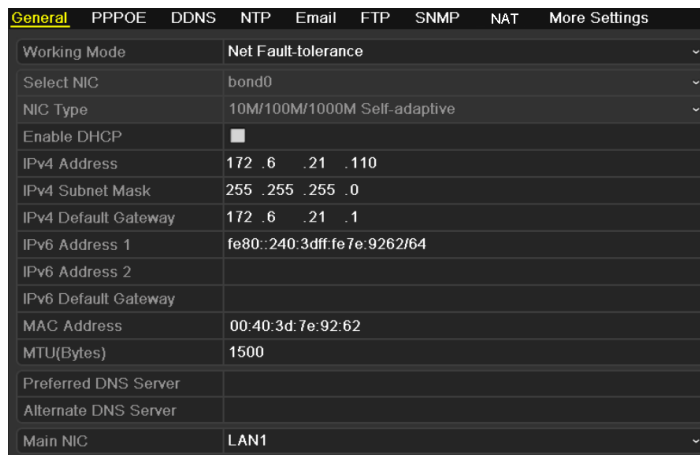 General PPPOE DDNS NTP Email FTP SNMP NAT More Settings
Working Mode Net Fault-tolerance
Select NIC bond0
NIC Type 10M/100M/1000M Self-adaptive
Enable DHCP
IPv4 Address 172 .6 .21 .110
IPv4 Subnet Mask 255 .255 .255 .0
IPv4 Default Gateway 172 .6 .21 .1
IPv6 Address 1 fe80::240:3dff:fe7e:9262/64
IPv6 Address 2
IPv6 Default Gateway
MAC Address 00:40:3d:7e:92:62
MTU(Bytes) 1500
Preferred DNS Server
Alternate DNS Server
Main NIC LAN1